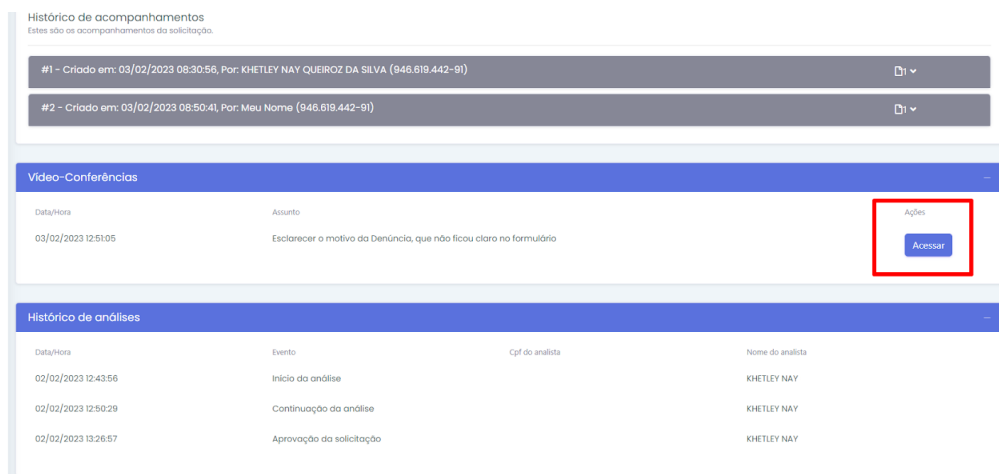 Histórico de acompanhamentos
Estes são os acompanhamentos da solicitação.
#1 - Criado em: 03/02/2023 08:30:56, Por: KHETLEY NAY QUEIROZ DA SILVA (946.619.442-91) 1
#2 - Criado em: 03/02/2023 08:50:41, Por: Meu Nome (946.619.442-91) 1
Vídeo-Conferências
Data/Hora Assunto Ações
03/02/2023 12:51:05 Esclarecer o motivo da Denúncia, que não ficou claro no formulário Acessar
Histórico de análises
Data/Hora Evento Cpf do analista Nome do analista
02/02/2023 12:43:56 Início da análise KHETLEY NAY
02/02/2023 12:50:29 Continuação da análise KHETLEY NAY
02/02/2023 13:26:57 Aprovação da solicitação KHETLEY NAY